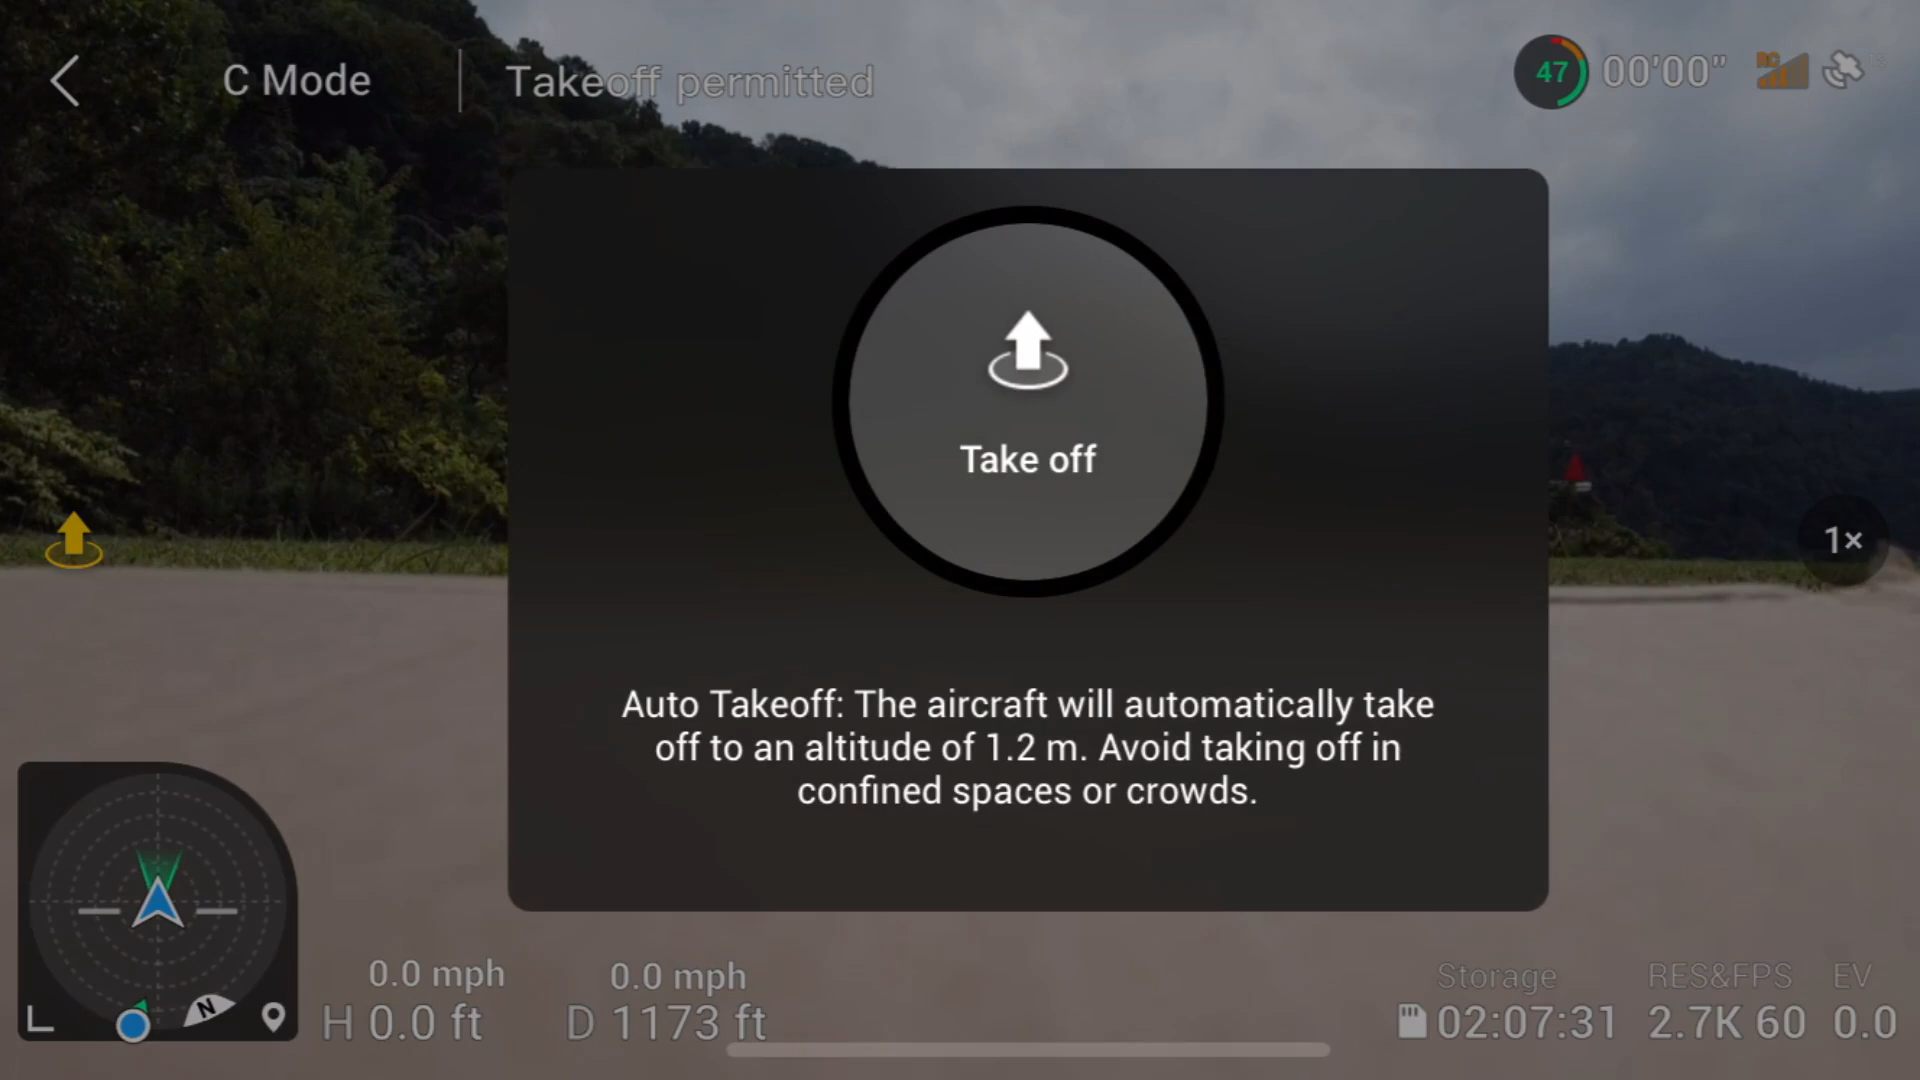 C Mode
Takeoff permitted
47
00'00"
RC
Take off
1×
Auto Takeoff: The aircraft will automatically take
off to an altitude of 1.2 m. Avoid taking off in
confined spaces or crowds.
N
0.0 mph
0.0 mph
H 0.0 ft
D 1173 ft
Storage
RES&FPS
EV
02:07:31
2.7K 60
0.0